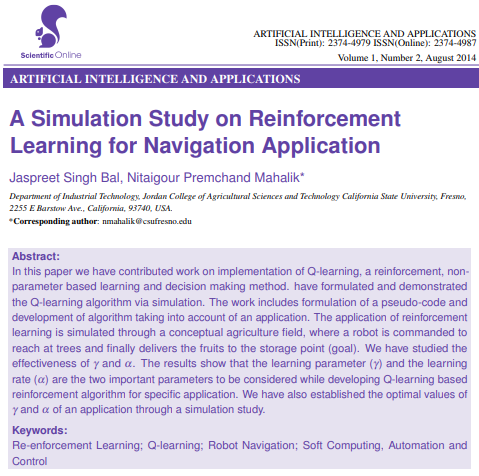 Scientific Online
ARTIFICIAL INTELLIGENCE AND APPLICATIONS
ISSN(Print): 2374-4979 ISSN(Online): 2374-4987
Volume 1, Number 2, August 2014
ARTIFICIAL INTELLIGENCE AND APPLICATIONS
A Simulation Study on Reinforcement
Learning for Navigation Application
Jaspreet Singh Bal, Nitaigour Premchand Mahalik*
Department of Industrial Technology, Jordan College of Agricultural Sciences and Technology California State University, Fresno,
2255 E Barstow Ave., California, 93740, USA.
*Corresponding author: nmahalik@csufresno.edu
Abstract:
In this paper we have contributed work on implementation of Q-learning, a reinforcement, non-
parameter based learning and decision making method. have formulated and demonstrated
the Q-learning algorithm via simulation. The work includes formulation of a pseudo-code and
development of algorithm taking into account of an application. The application of reinforcement
learning is simulated through a conceptual agriculture field, where a robot is commanded to
reach at trees and finally delivers the fruits to the storage point (goal). We have studied the
effectiveness of γ and α. The results show that the learning parameter (γ) and the learning
rate (α) are the two important parameters to be considered while developing Q-learning based
reinforcement algorithm for specific application. We have also established the optimal values of
γ and α of an application through a simulation study.
Keywords:
Re-enforcement Learning; Q-learning; Robot Navigation; Soft Computing, Automation and
Control